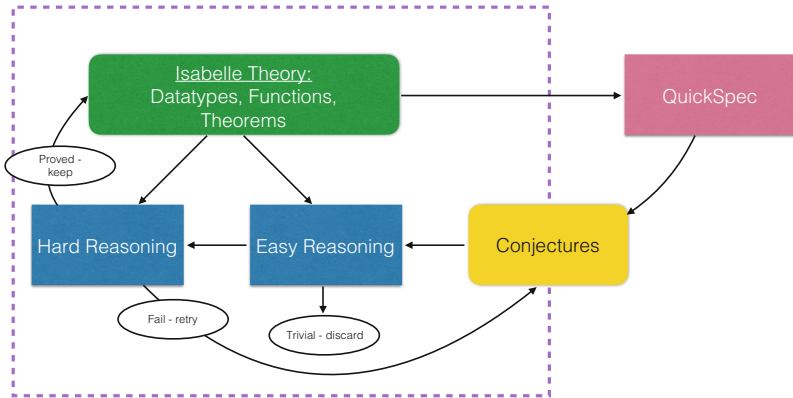 Isabelle Theory:
Datatypes, Functions,
Theorems
QuickSpec
Proved -
keep
Hard Reasoning
Easy Reasoning
Conjectures
Fail - retry
Trivial - discard